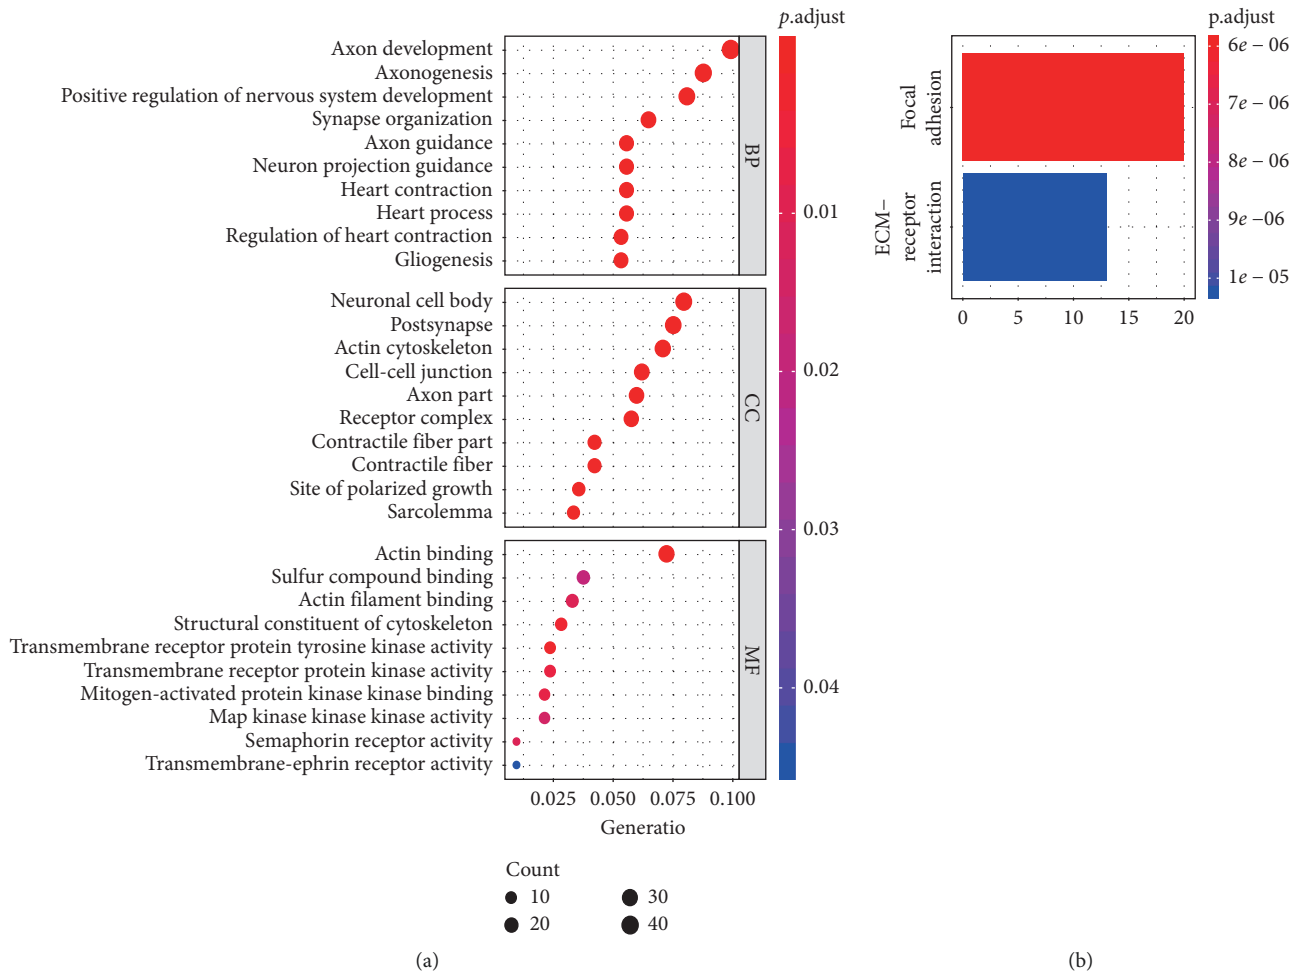 p.adjust
Axon development
Axonogenesis
Positive regulation of nervous system development
Synapse organization
Axon guidance
Neuron projection guidance
Heart contraction
Heart process
Regulation of heart contraction
Gliogenesis
BP
Neuronal cell body
Postsynapse
Actin cytoskeleton
Cell-cell junction
Axon part
Receptor complex
Contractile fiber part
Contractile fiber
Site of polarized growth
Sarcolemma
CC
Actin binding
Sulfur compound binding
Actin filament binding
Structural constituent of cytoskeleton
Transmembrane receptor protein tyrosine kinase activity
Transmembrane receptor protein kinase activity
Mitogen-activated protein kinase kinase binding
Map kinase kinase kinase activity
Semaphorin receptor activity
Transmembrane-ephrin receptor activity
MF
0.01
0.02
0.03
0.04
0.025 0.050 0.075 0.100
Generatio
Count
10 30
20 40
(a)
p.adjust
Focal
adhesion
ECM−
receptor
interaction
6e − 06
7e − 06
8e − 06
9e −06
1e − 05
0 5 10 15 20
(b)